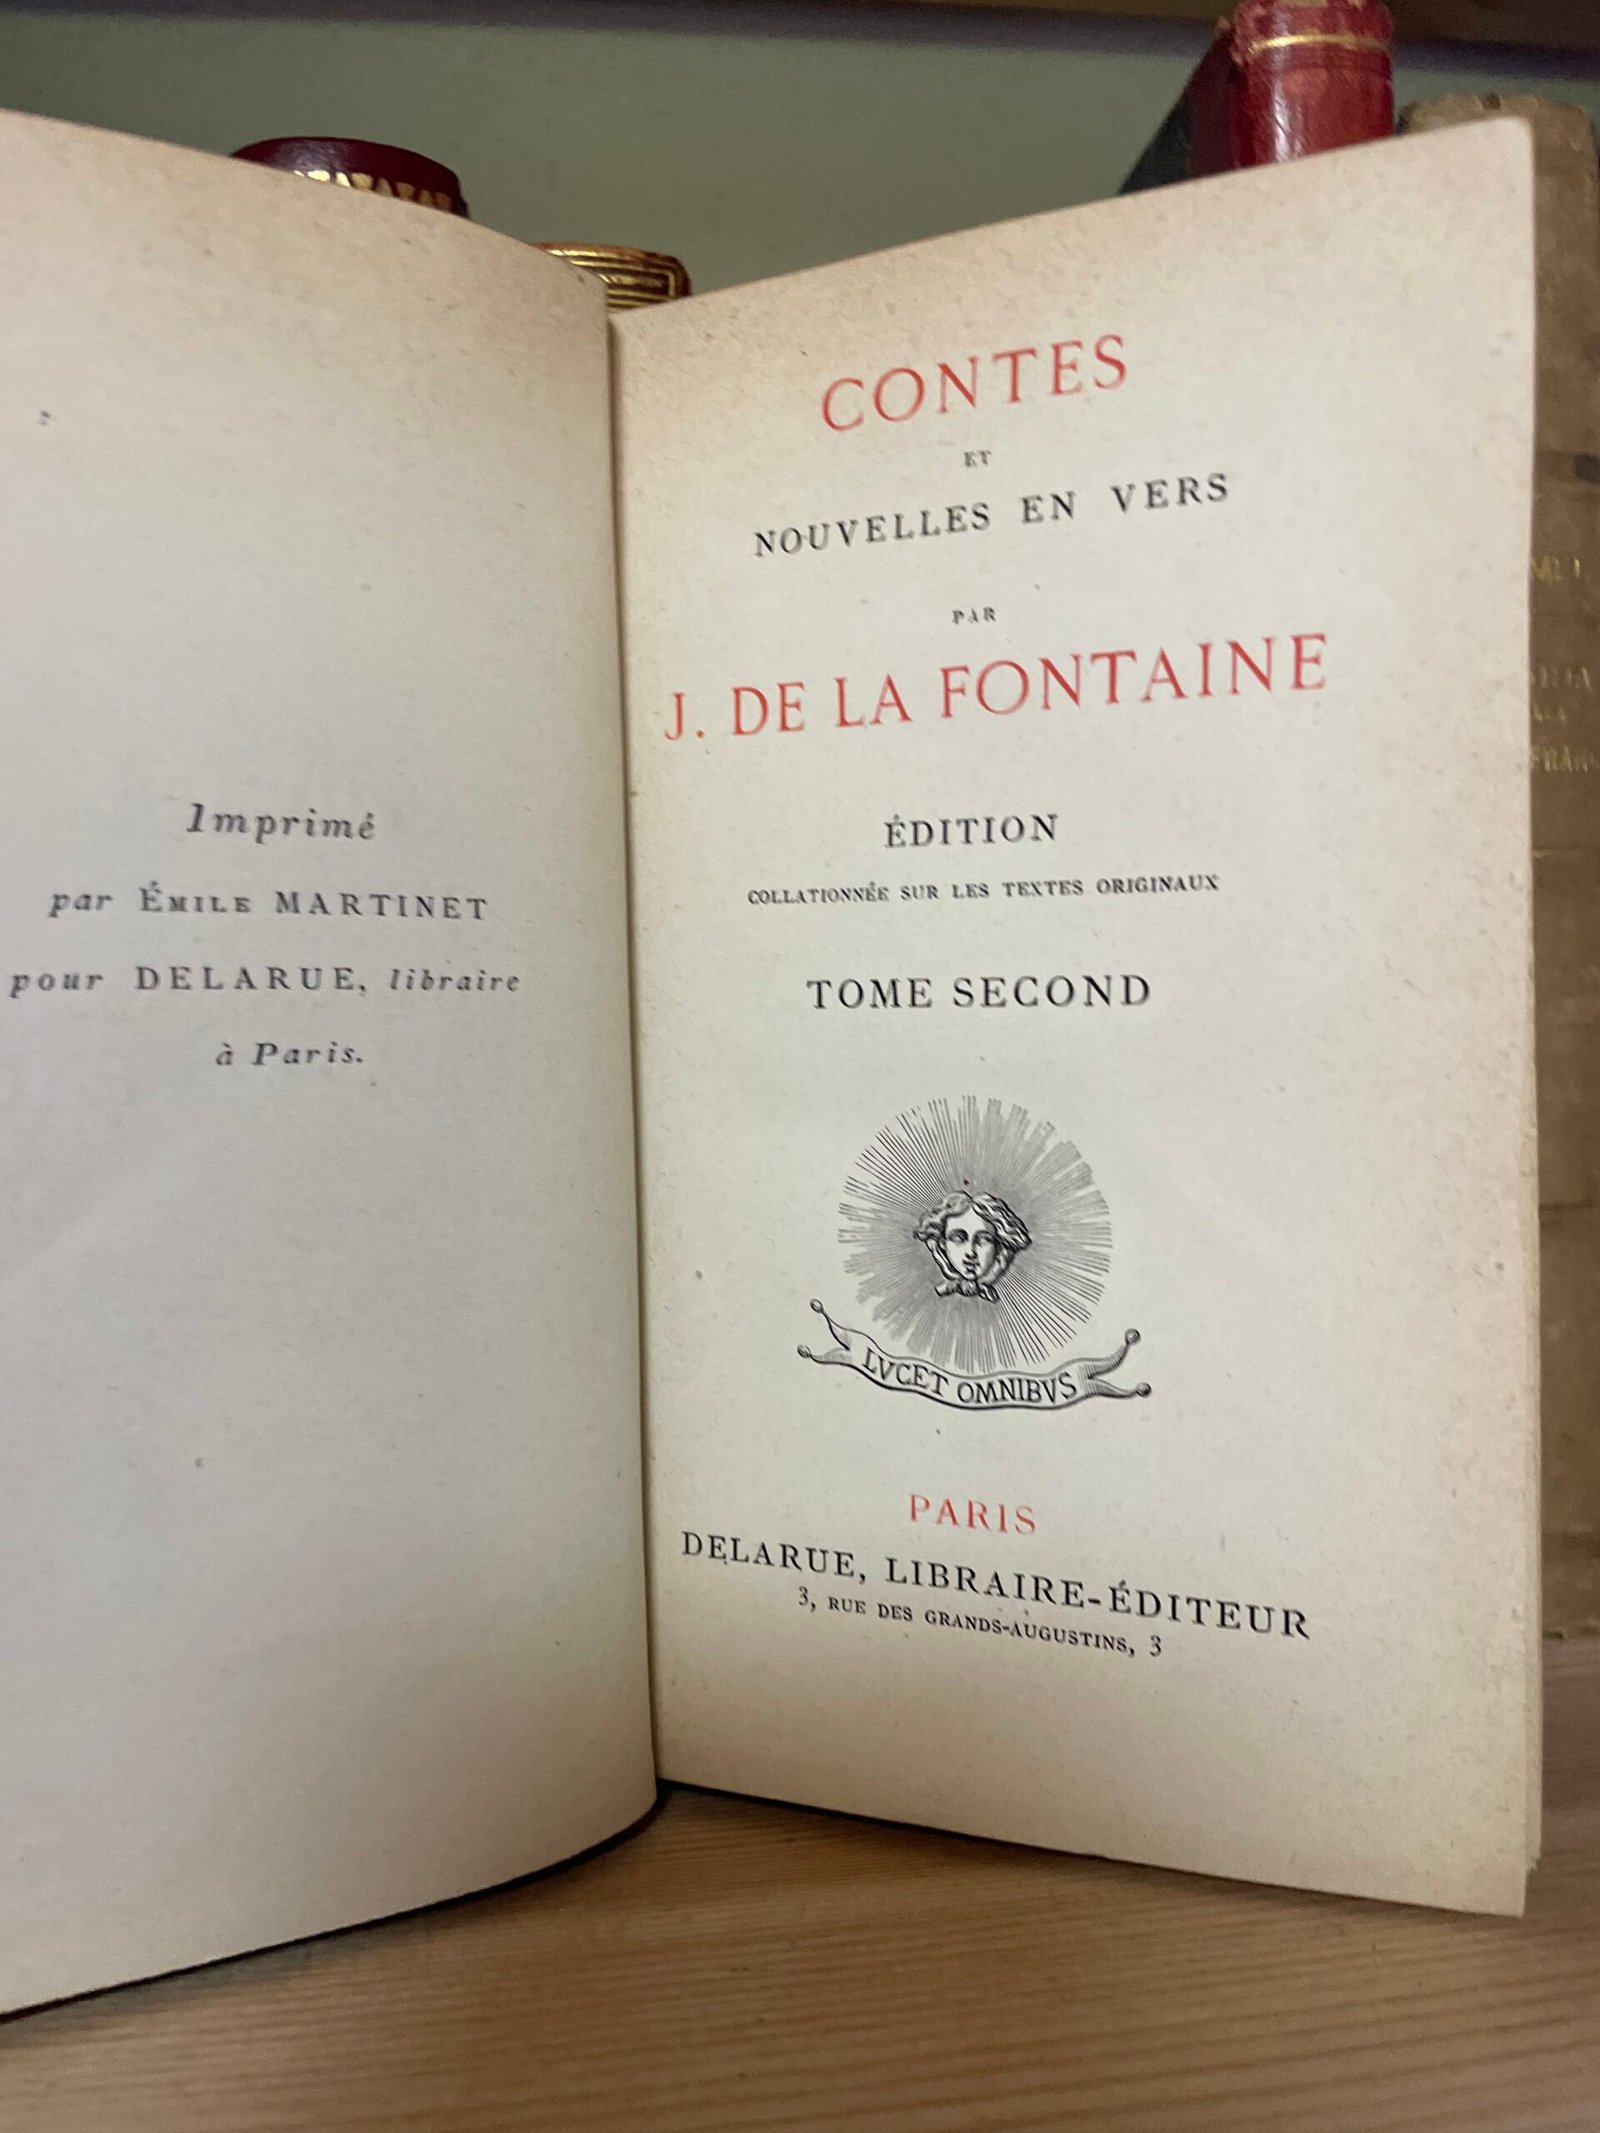 Imprimé
par ÉMILE MARTINET
pour DELARUE, libraire
à Paris.
CONTES
ET
NOUVELLES EN VERS
PAR
J. DE LA FONTAINE
ÉDITION
COLLATIONNÉE SUR LES TEXTES ORIGINAUX
TOME SECOND
LVCET OMNIBVS
PARIS
DELARUE, LIBRAIRE-ÉDITEUR
3, RUE DES GRANDS-AUGUSTINS, 3